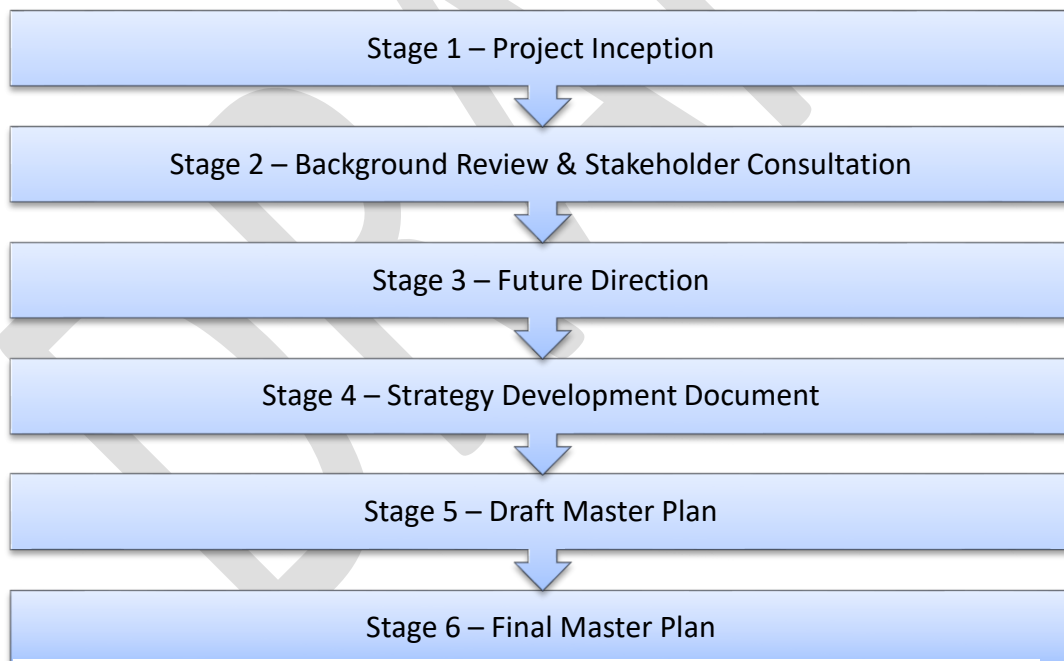 Stage 1 – Project Inception
Stage 2 – Background Review & Stakeholder Consultation
Stage 3 – Future Direction
Stage 4 – Strategy Development Document
Stage 5 – Draft Master Plan
Stage 6 – Final Master Plan